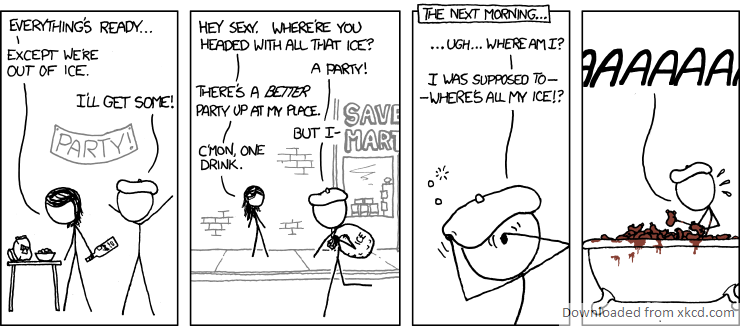 EVERYTHING'S READY...
EXCEPT WE'RE
OUT OF ICE.
I'LL GET SOME!
PARTY!
HEY SEXY. WHERE'RE YOU
HEADED WITH ALL THAT ICE?
A PARTY!
THERE'S A BETTER
PARTY UP AT MY PLACE.
BUT I-
C'MON, ONE
DRINK.
SAVE
MART
ICE
THE NEXT MORNING...
...UGH... WHERE AM I?
I WAS SUPPOSED TO—
—WHERE'S ALL MY ICE!?
AAAAAAA
Downloaded from xkcd.com